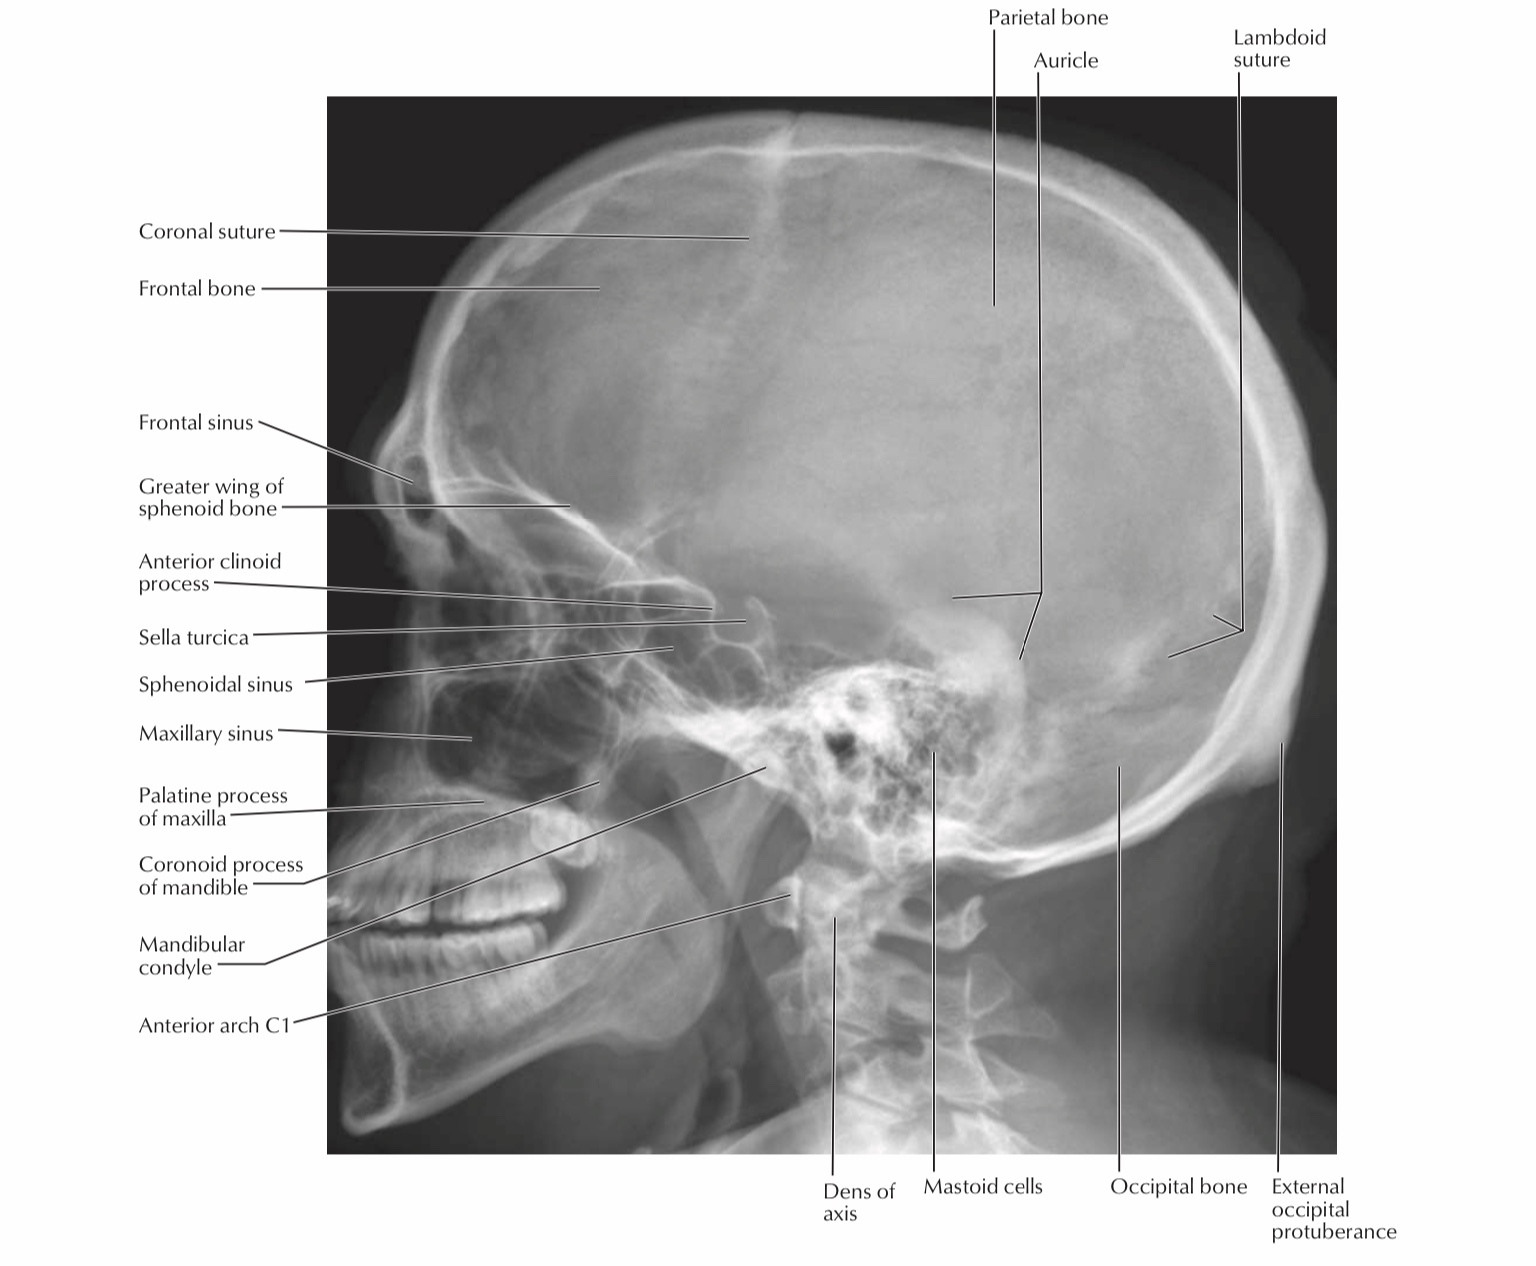 Parietal bone
Auricle
Lambdoid
suture
Coronal suture
Frontal bone
Frontal sinus
Greater wing of
sphenoid bone
Anterior clinoid
process
Sella turcica
Sphenoidal sinus
Maxillary sinus
Palatine process
of maxilla
Coronoid process
of mandible
Mandibular
condyle
Anterior arch C1
Dens of
axis
Mastoid cells
Occipital bone
External
occipital
protuberance